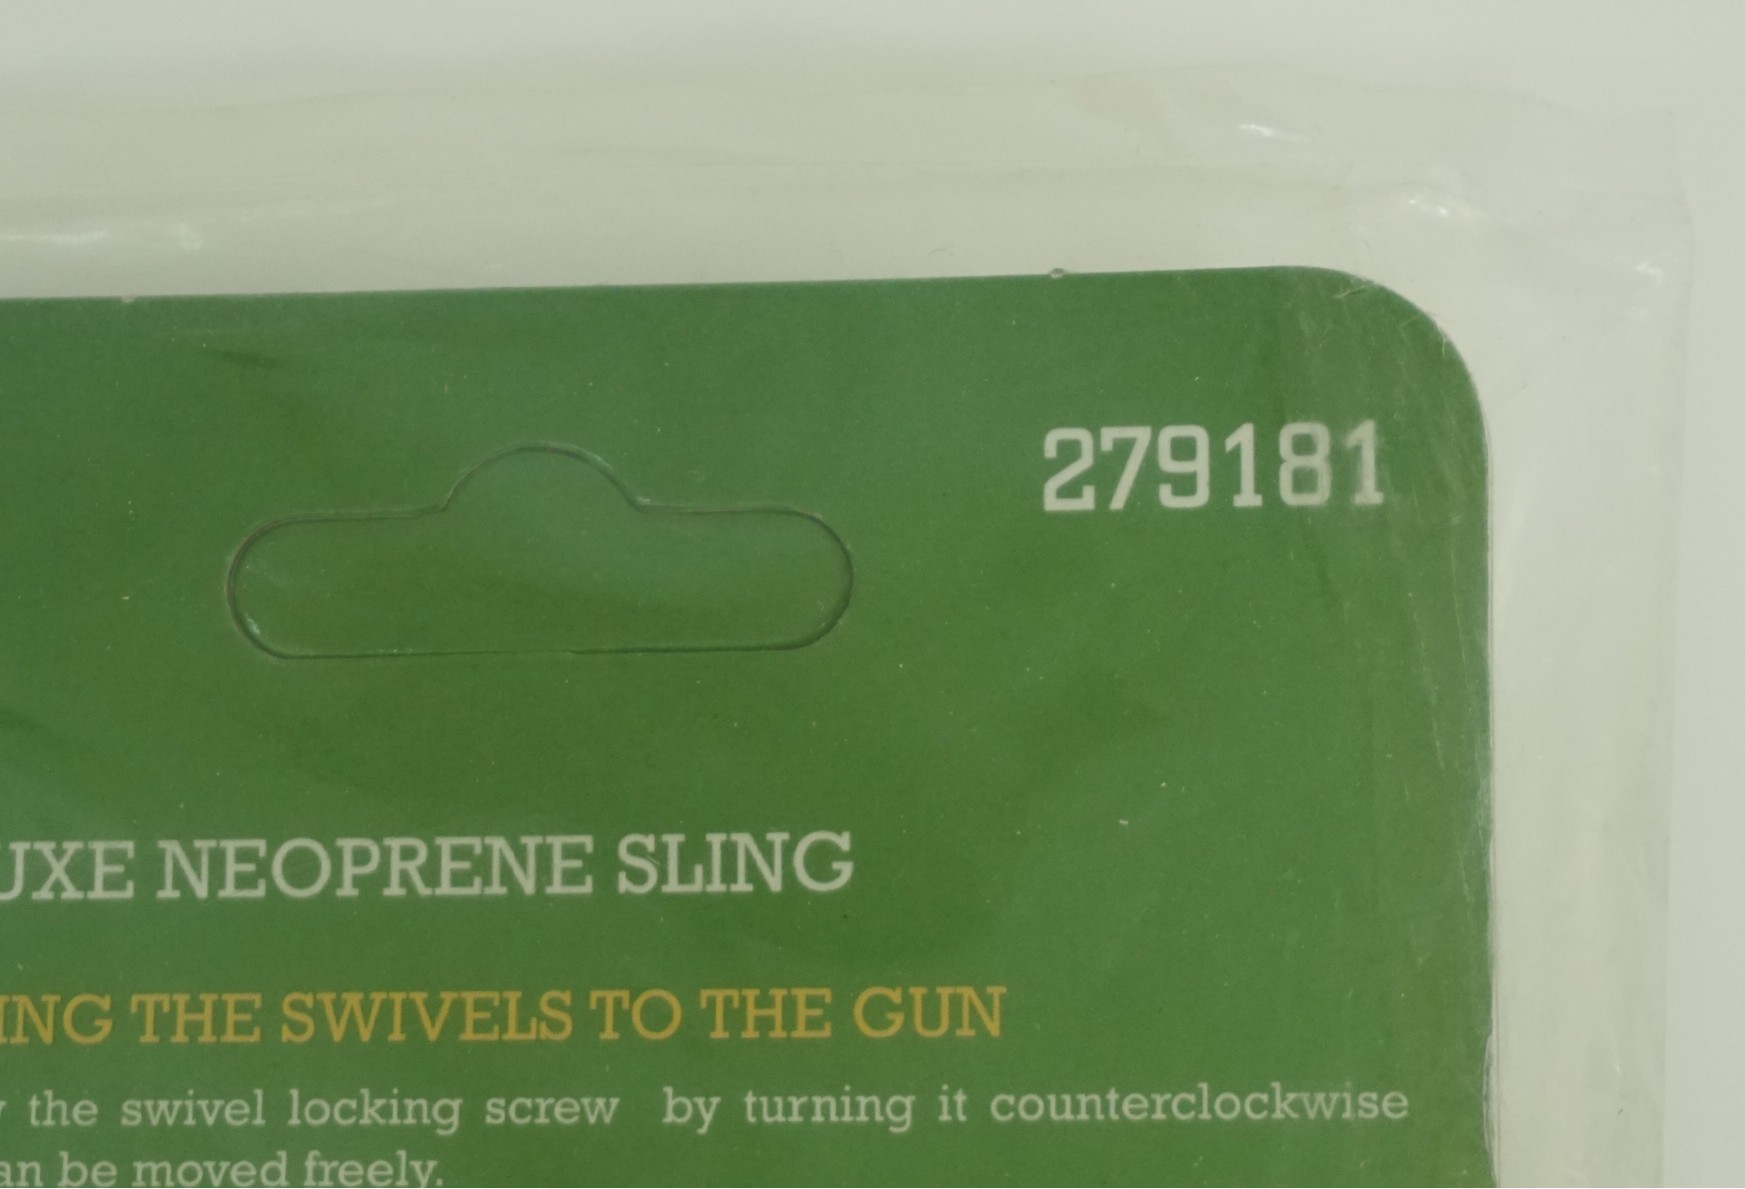 279181
UXE NEOPRENE SLING
ING THE SWIVELS TO THE GUN
the swivel locking screw by turning it counterclockwise
an be moved freely.